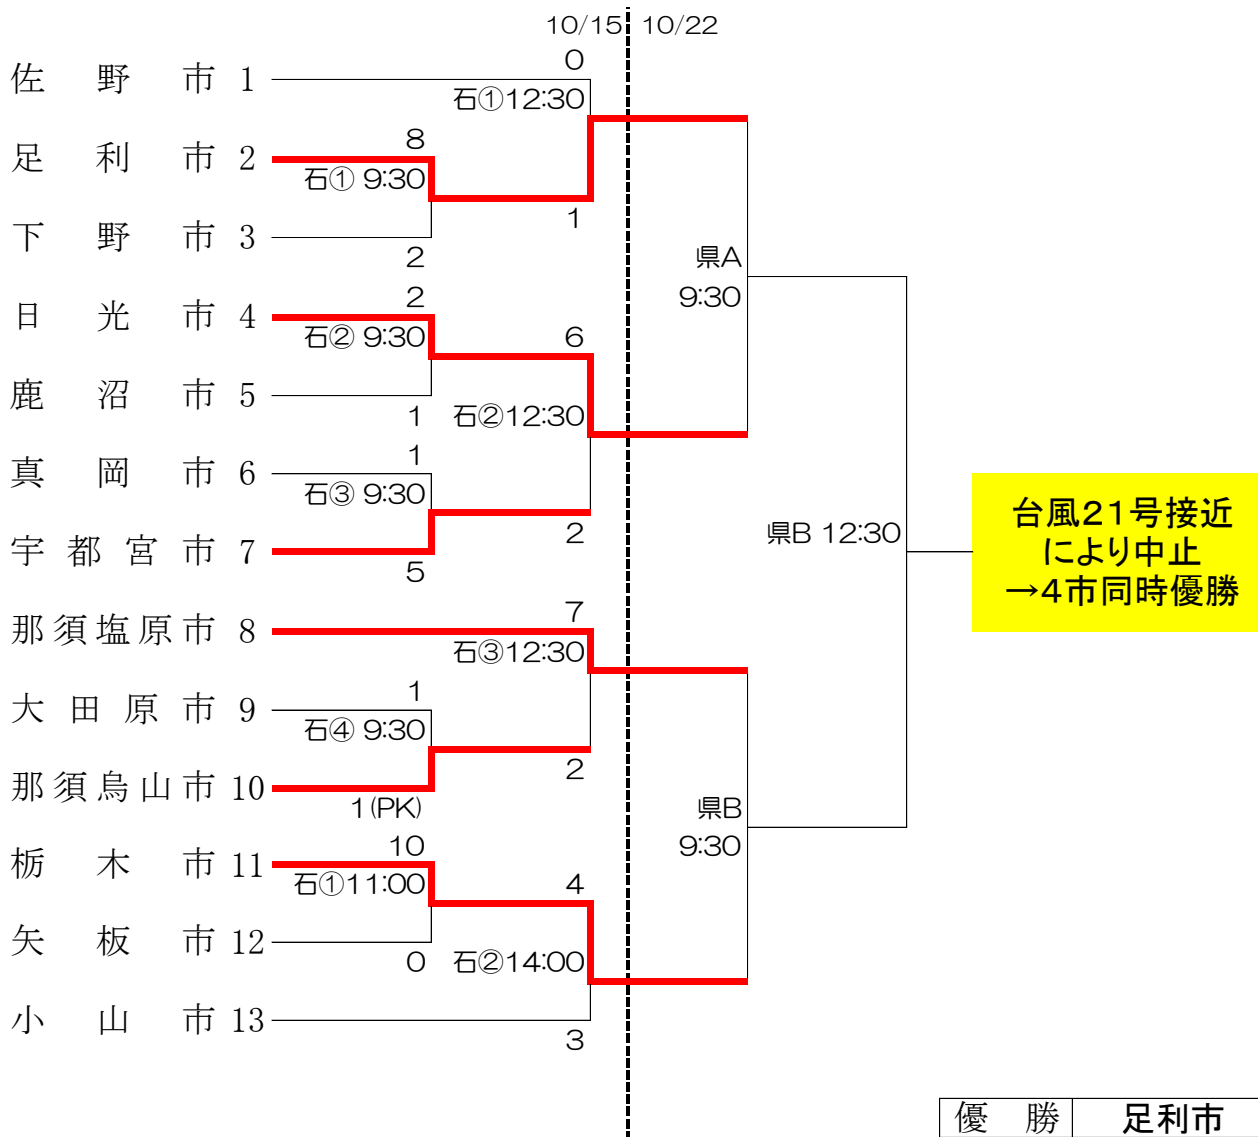 10/15 10/22
佐野市 1
0
石①12:30
足利市 2
8
石① 9:30
1
下野市 3
2
県A
9:30
日光市 4
2
石② 9:30
6
鹿沼市 5
1
石②12:30
真岡市 6
1
石③ 9:30
2
宇都宮市 7
5
県B 12:30
台風21号接近
により中止
→4市同時優勝
那須塩原市 8
7
石③12:30
大田原市 9
1
石④ 9:30
2
那須烏山市 10
1(PK)
県B
9:30
栃木市 11
10
石①11:00
4
矢板市 12
0
石②14:00
小山市 13
3
優勝 足利市